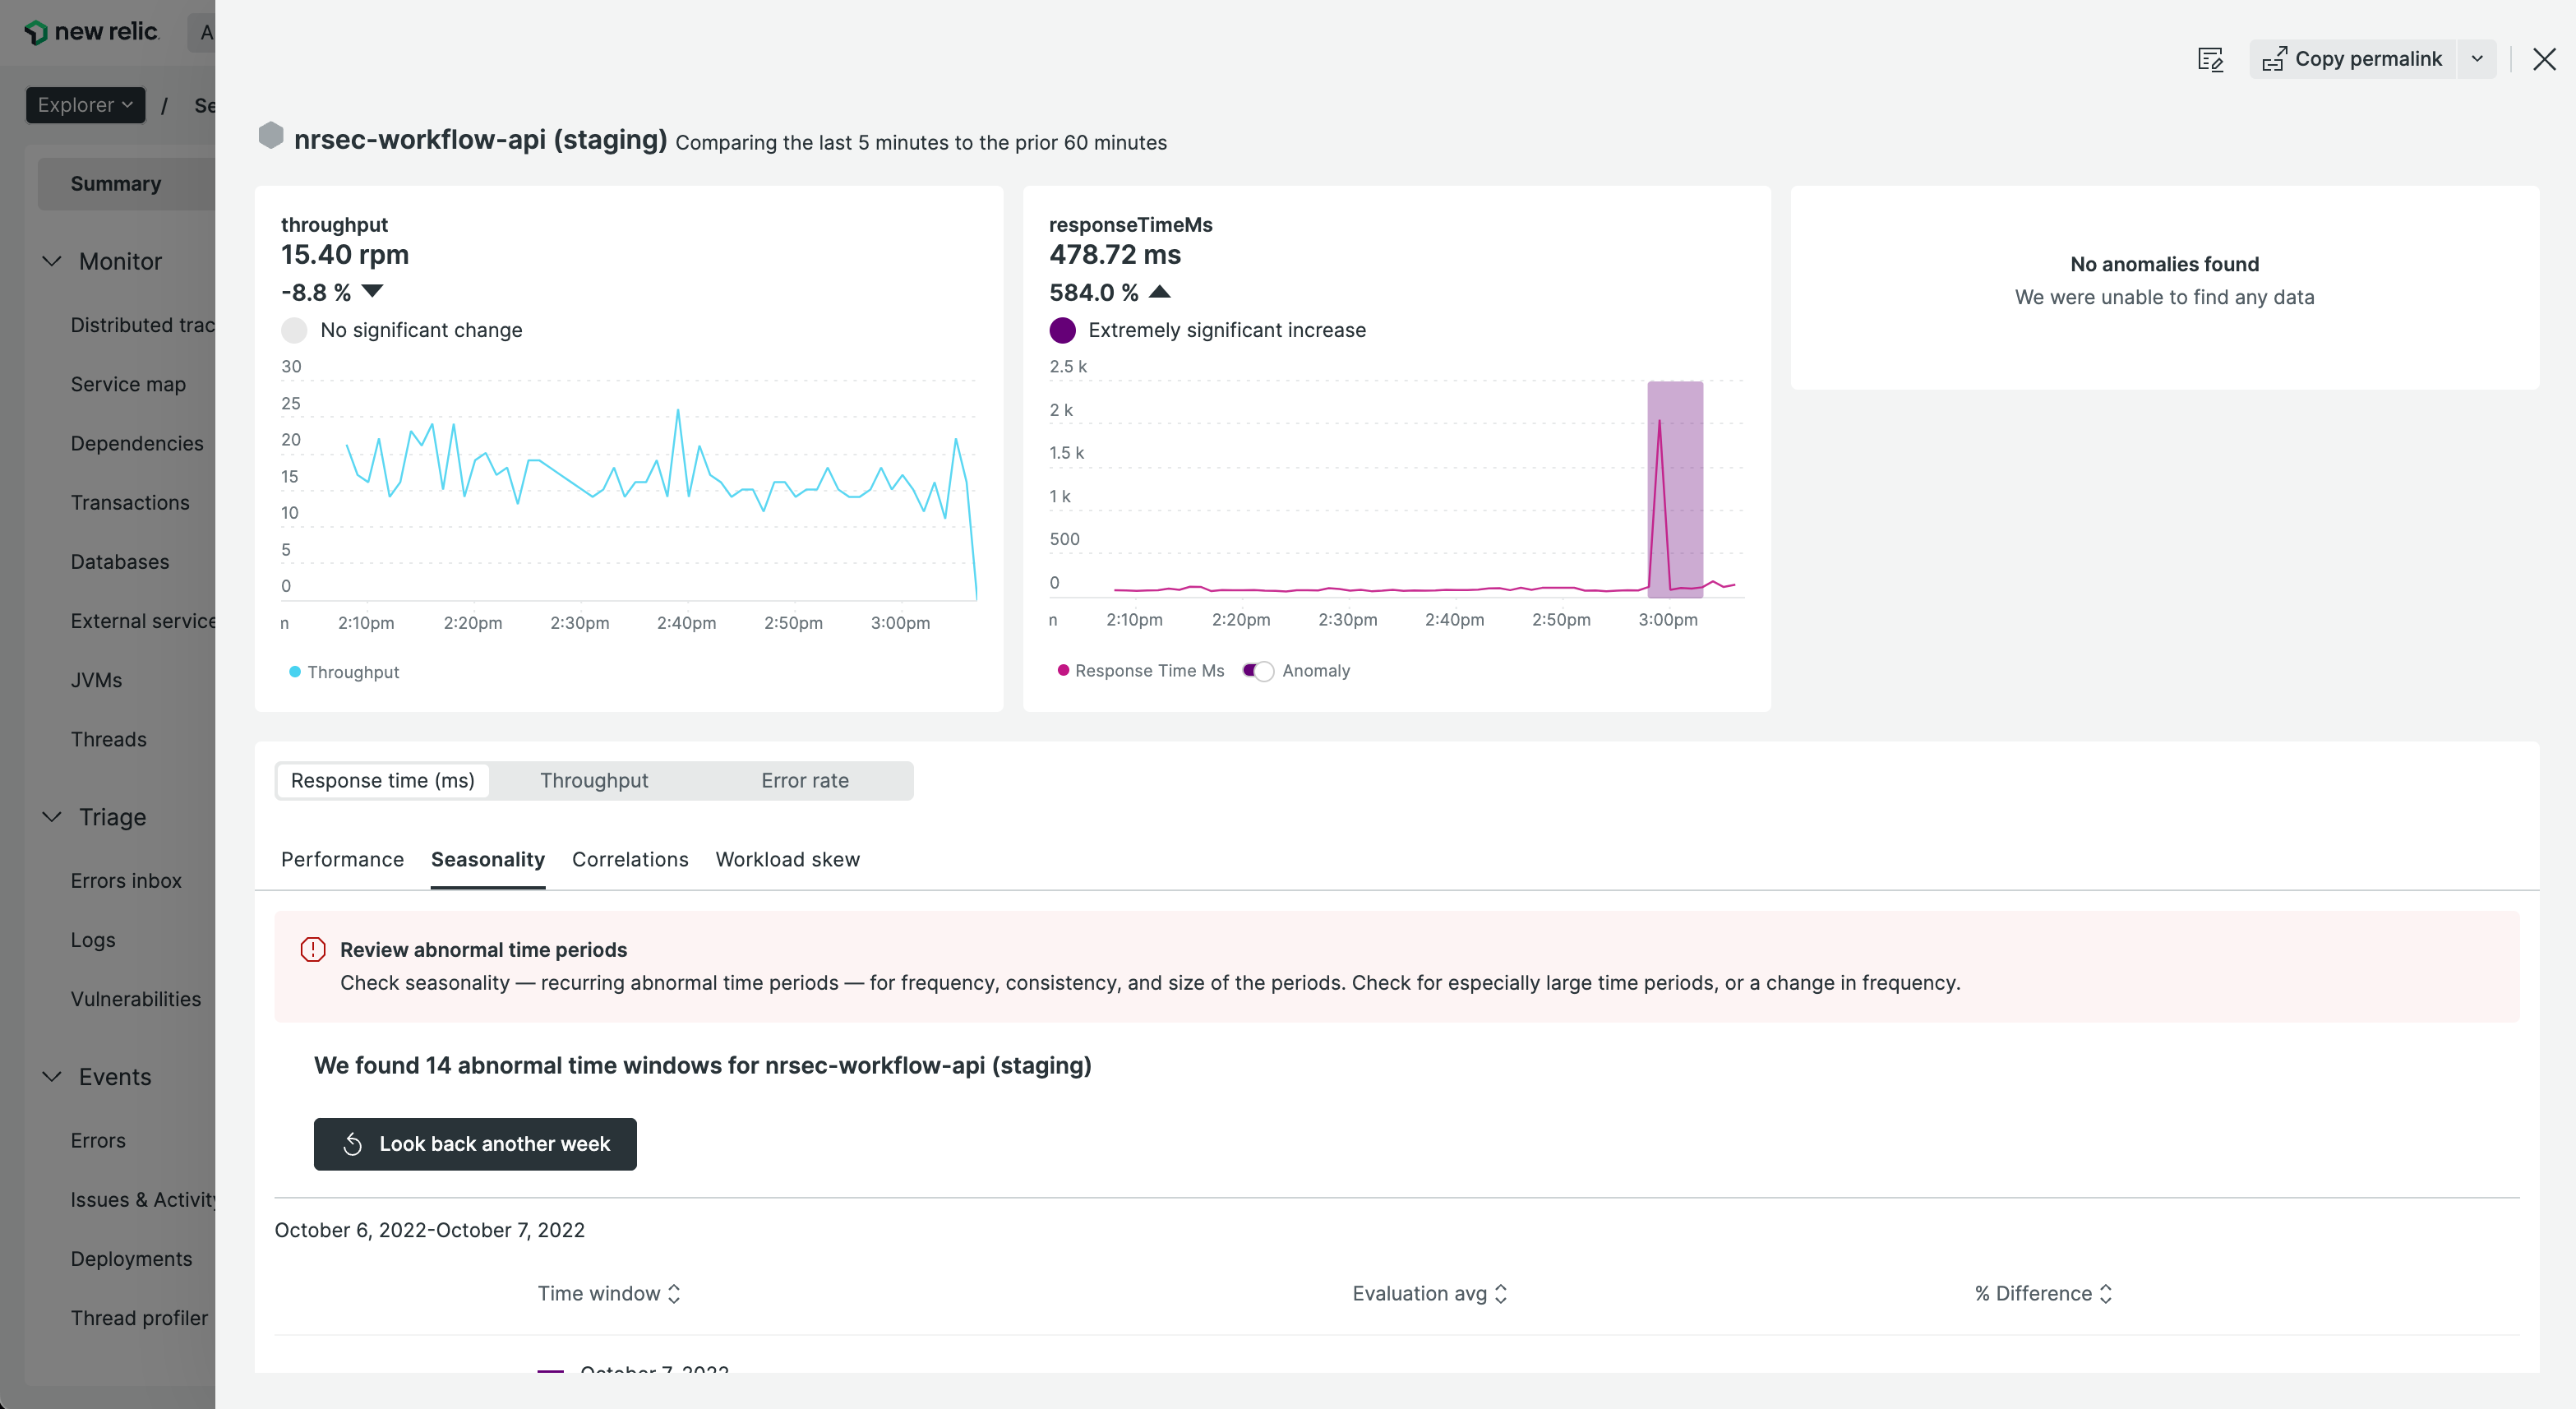 new relic.
A
Explorer / Se
Summary
Monitor
Distributed trac
Service map
Dependencies
Transactions
Databases
External service
JVMs
Threads
Triage
Errors inbox
Logs
Vulnerabilities
Events
Errors
Issues & Activity
Deployments
Thread profiler
Copy permalink
nrsec-workflow-api (staging) Comparing the last 5 minutes to the prior 60 minutes
throughput
15.40 rpm
-8.8 %
No significant change
30
25
20
15
10
5
0
n 2:10pm 2:20pm 2:30pm 2:40pm 2:50pm 3:00pm
Throughput
responseTimeMs
478.72 ms
584.0 %
Extremely significant increase
2.5 k
2 k
1.5 k
1 k
500
0
n 2:10pm 2:20pm 2:30pm 2:40pm 2:50pm 3:00pm
Response Time Ms Anomaly
No anomalies found
We were unable to find any data
Response time (ms) Throughput Error rate
Performance Seasonality Correlations Workload skew
Review abnormal time periods
Check seasonality — recurring abnormal time periods — for frequency, consistency, and size of the periods. Check for especially large time periods, or a change in frequency.
We found 14 abnormal time windows for nrsec-workflow-api (staging)
Look back another week
October 6, 2022-October 7, 2022
Time window Evaluation avg % Difference
October 7, 2022